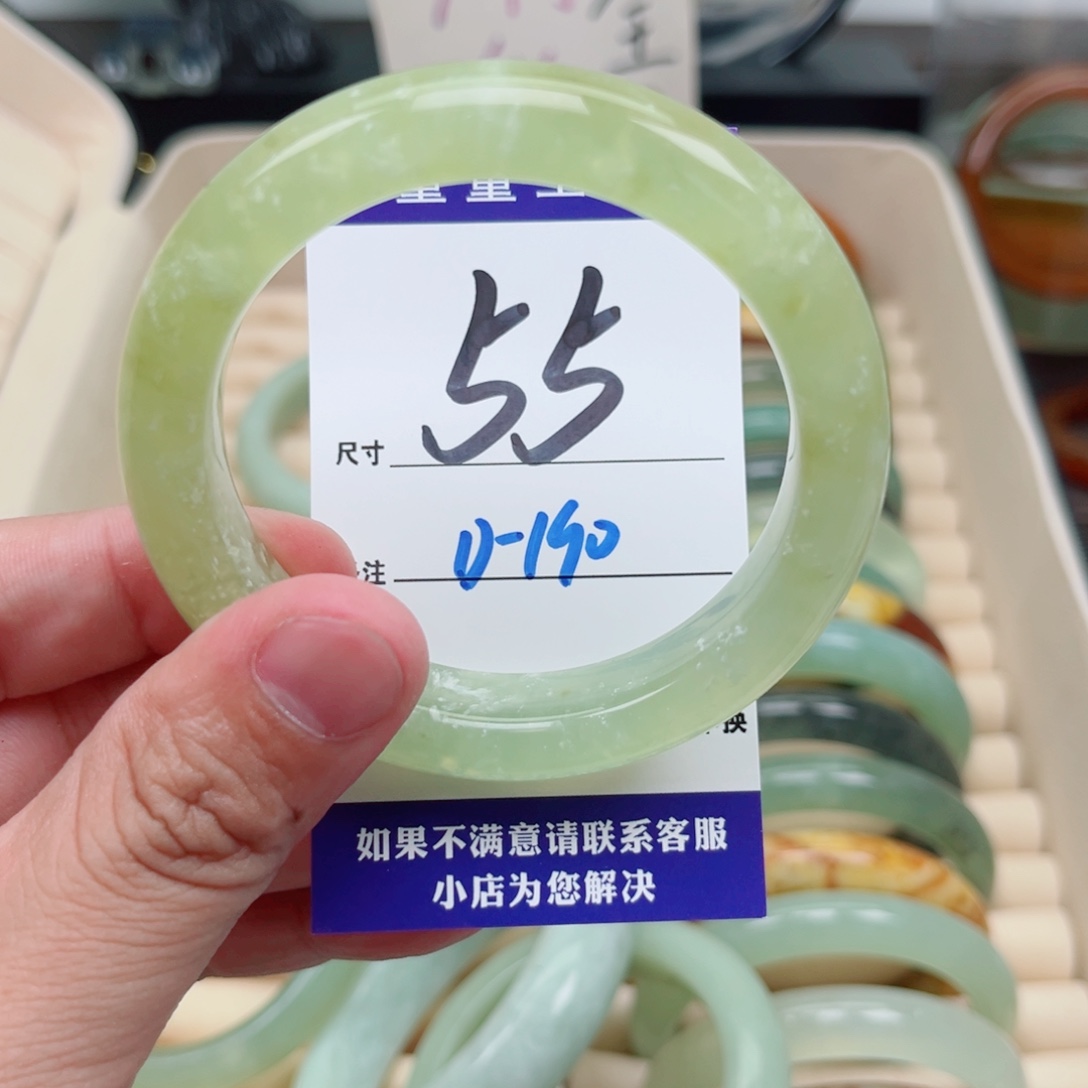 王
尺寸 55
注 D-190
换
如果不满意请联系客服
小店为您解决